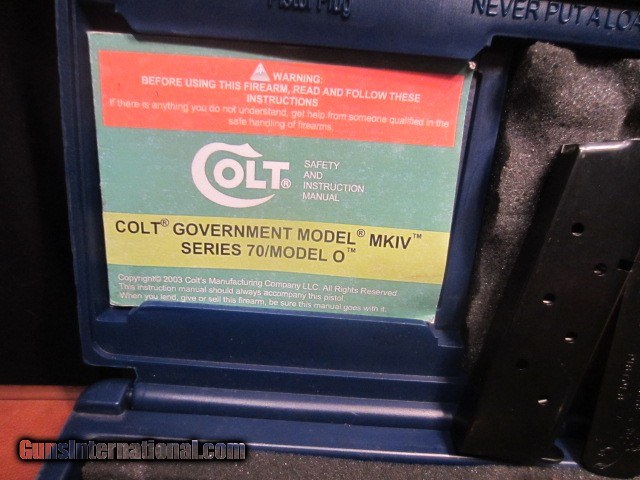 Pistol Plug
NEVER PUT A LOA
WARNING:
BEFORE USING THIS FIREARM, READ AND FOLLOW THESE
INSTRUCTIONS
If there is anything you do not understand, get help from someone qualified in the
safe handling of firearms.
COLT®
SAFETY
AND
INSTRUCTION
MANUAL
COLT® GOVERNMENT MODEL® MKIV™
SERIES 70/MODEL O™
Copyright© 2003 Colt's Manufacturing Company LLC. All Rights Reserved
This instruction manual should always accompany this pistol.
When you lend, give or sell this firearm, be sure this manual goes with it.
GunsInternational.com